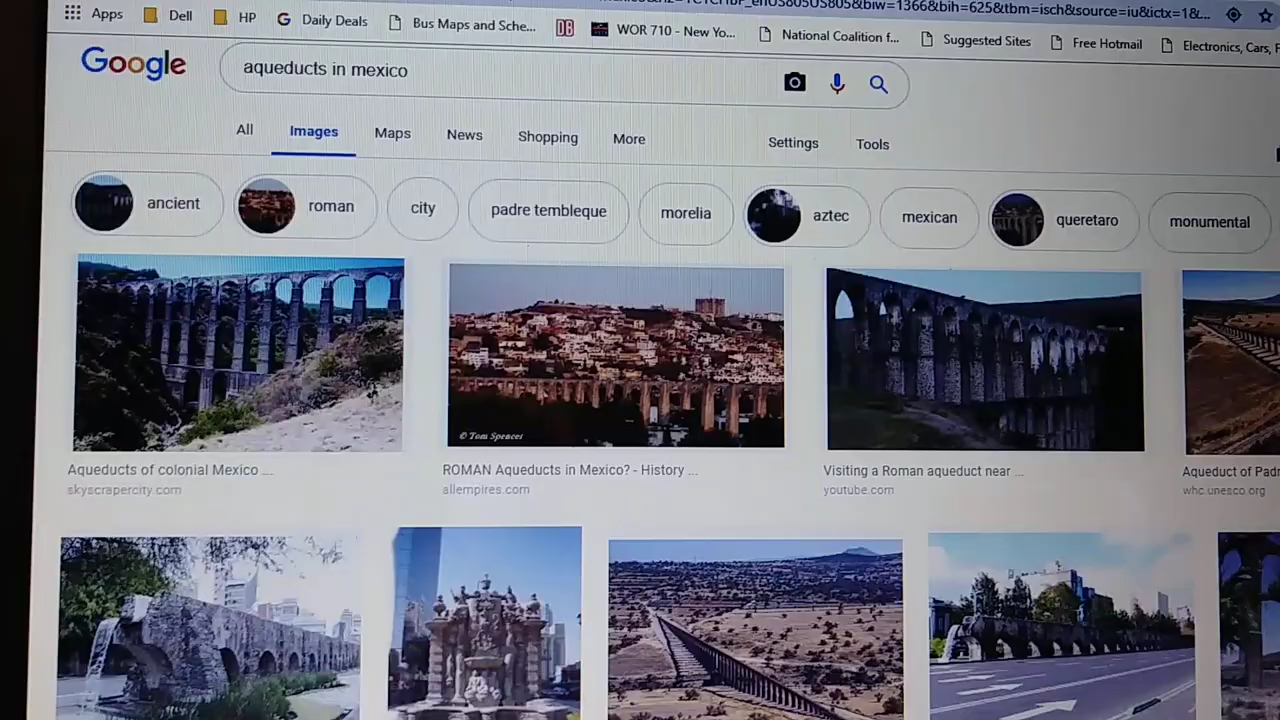 Apps Dell HP Daily Deals Bus Maps and Sche... DB WOR 710 - New Yo... National Coalition f... Suggested Sites Free Hotmail Electronics, Cars, F
Google aqueducts in mexico
All Images Maps News Shopping More Settings Tools
ancient roman city padre tembleque morelia aztec mexican queretaro monumental
© Tom Spences
Aqueducts of colonial Mexico ... ROMAN Aqueducts in Mexico? - History ... Visiting a Roman aqueduct near ... Aqueduct of Padr
skyscrapercity.com allempires.com youtube.com whc.unesco.org